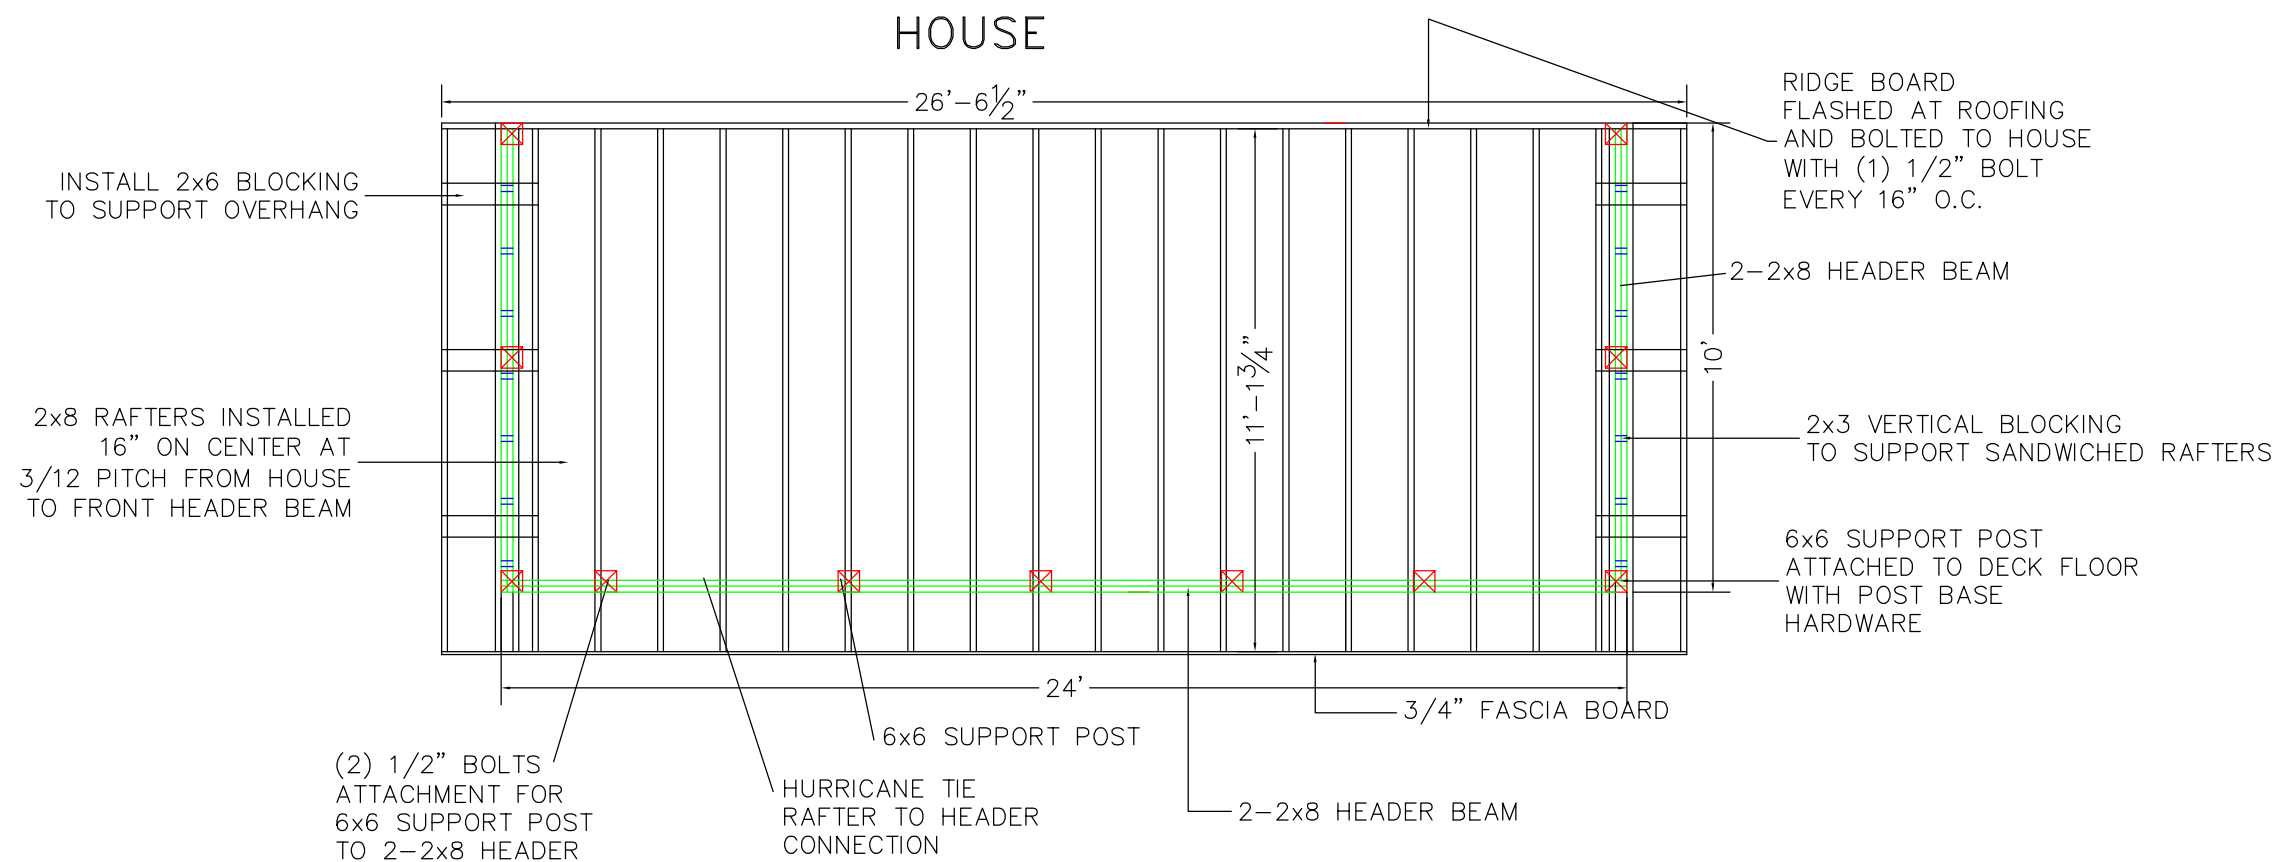 HOUSE
26'-6½"
RIDGE BOARD
FLASHED AT ROOFING
AND BOLTED TO HOUSE
WITH (1) 1/2" BOLT
EVERY 16" O.C.
INSTALL 2x6 BLOCKING
TO SUPPORT OVERHANG
2-2x8 HEADER BEAM
11'-1¾"
10'
2x8 RAFTERS INSTALLED
16" ON CENTER AT
3/12 PITCH FROM HOUSE
TO FRONT HEADER BEAM
2x3 VERTICAL BLOCKING
TO SUPPORT SANDWICHED RAFTERS
6x6 SUPPORT POST
ATTACHED TO DECK FLOOR
WITH POST BASE
HARDWARE
24'
3/4" FASCIA BOARD
6x6 SUPPORT POST
(2) 1/2" BOLTS
ATTACHMENT FOR
6x6 SUPPORT POST
TO 2-2x8 HEADER
HURRICANE TIE
RAFTER TO HEADER
CONNECTION
2-2x8 HEADER BEAM